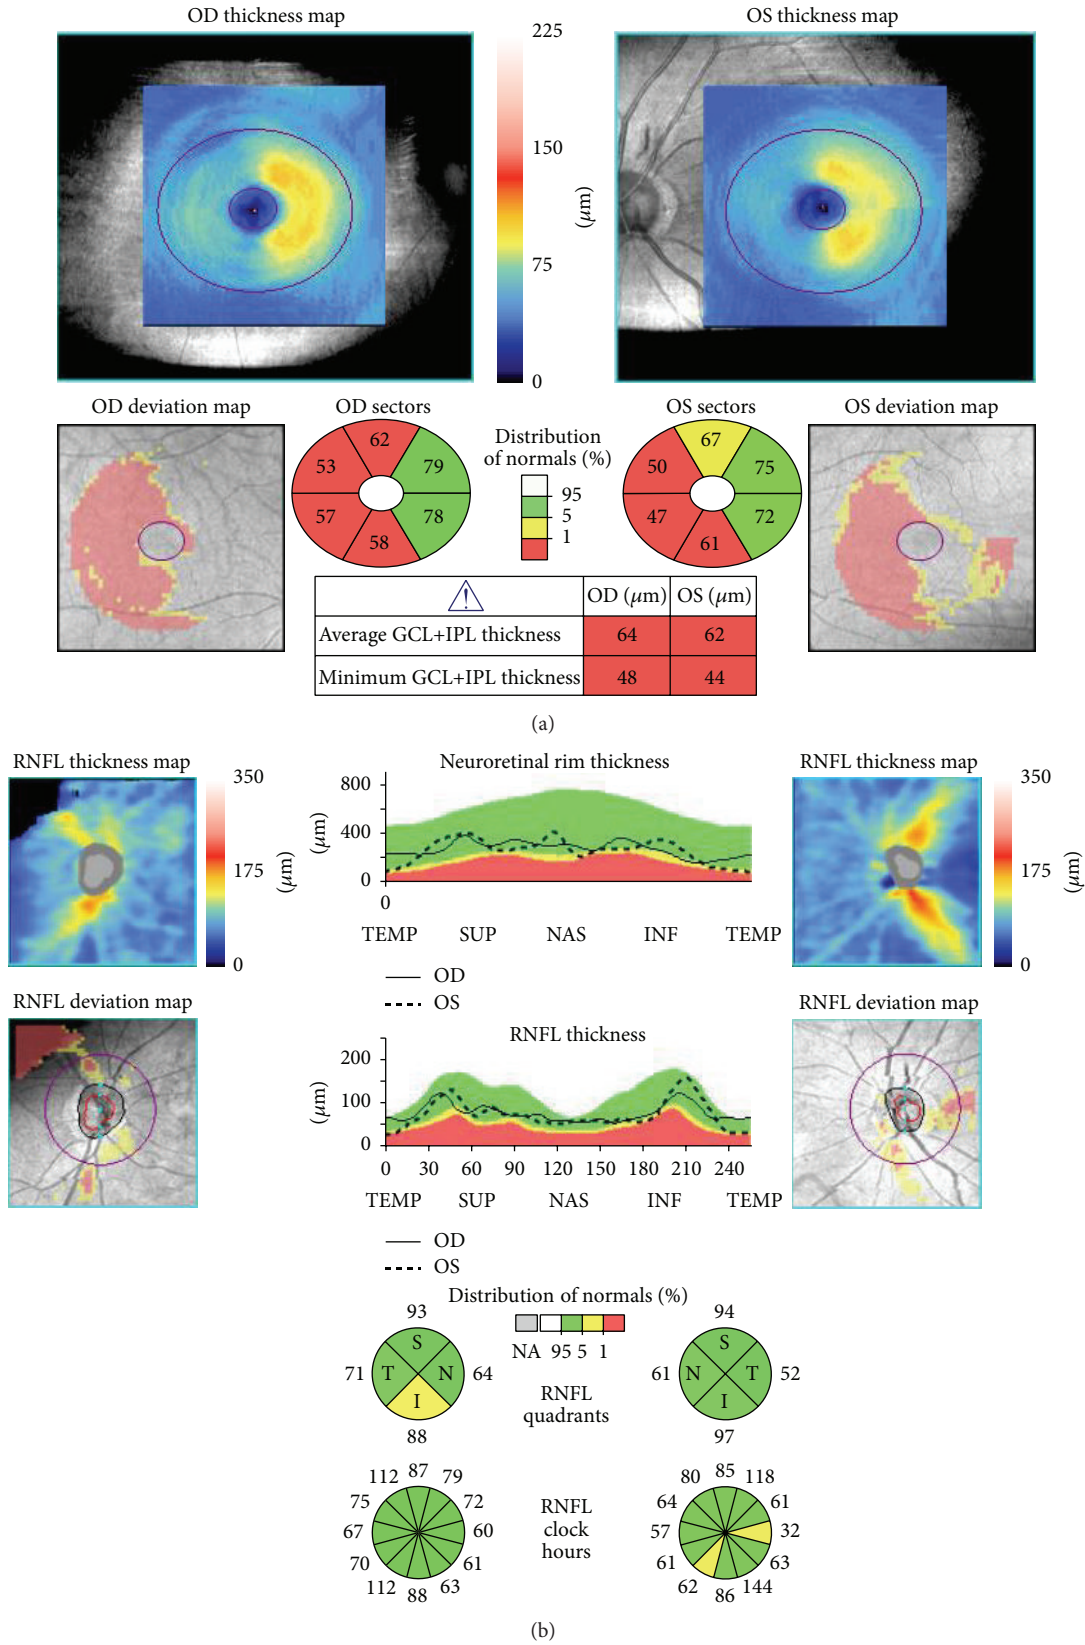 OD thickness map
OS thickness map
225
150
75
0
(μm)
OD deviation map
OD sectors
62
53
79
57
78
58
Distribution
of normals (%)
95
5
1
OS sectors
67
50
75
47
72
61
OS deviation map
OD (μm) OS (μm)
Average GCL+IPL thickness 64 62
Minimum GCL+IPL thickness 48 44
(a)
RNFL thickness map
350
175
0
(μm)
Neuroretinal rim thickness
800
400
0
(μm)
0
TEMP SUP NAS INF TEMP
OD
OS
RNFL thickness map
350
175
0
(μm)
RNFL deviation map
RNFL thickness
200
100
0
(μm)
0 30 60 90 120 150 180 210 240
TEMP SUP NAS INF TEMP
OD
OS
RNFL deviation map
Distribution of normals (%)
NA 95 5 1
93
S
71 T N 64
I
88
RNFL
quadrants
94
S
61 N T 52
I
97
112 87 79
75 72
67 60
70 61
112 88 63
RNFL
clock
hours
80 85 118
64 61
57 32
61 63
62 86 144
(b)